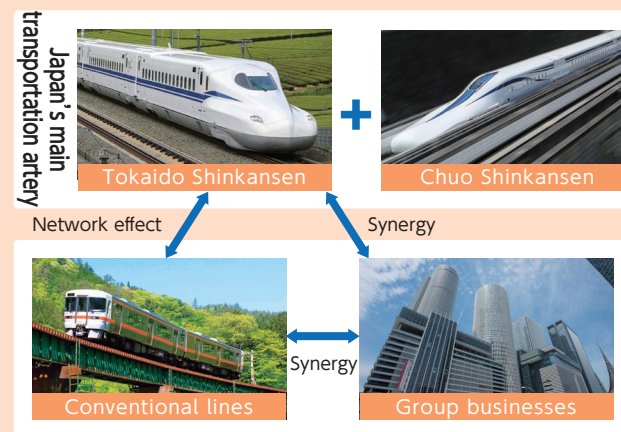 Japan's main
transportation artery
Tokaido Shinkansen
+
Chuo Shinkansen
Network effect
Synergy
Synergy
Conventional lines
Group businesses